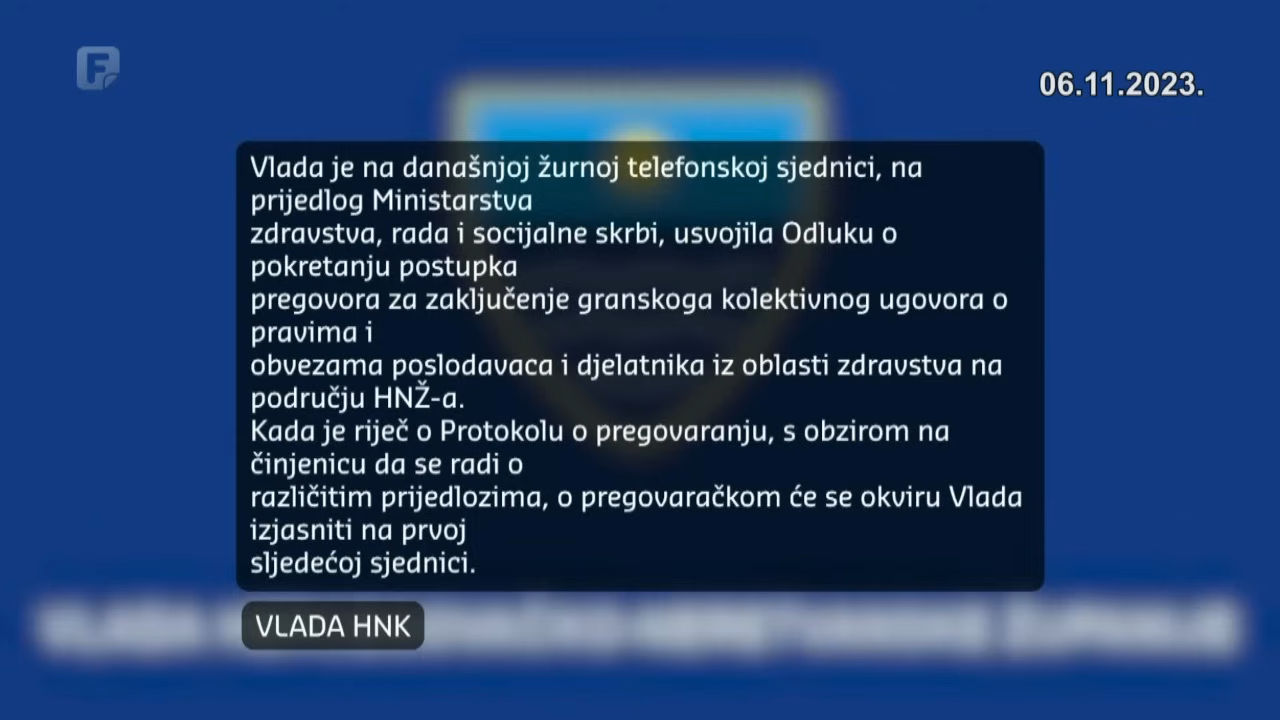 F
06.11.2023.
Vlada je na današnjoj žurnoj telefonskoj sjednici, na
prijedlog Ministarstva
zdravstva, rada i socijalne skrbi, usvojila Odluku o
pokretanju postupka
pregovora za zaključenje granskoga kolektivnog ugovora o
pravima i
obvezama poslodavaca i djelatnika iz oblasti zdravstva na
području HNŽ-a.
Kada je riječ o Protokolu o pregovaranju, s obzirom na
činjenicu da se radi o
različitim prijedlozima, o pregovaračkom će se okviru Vlada
izjasniti na prvoj
sljedećoj sjednici.
VLADA HNK